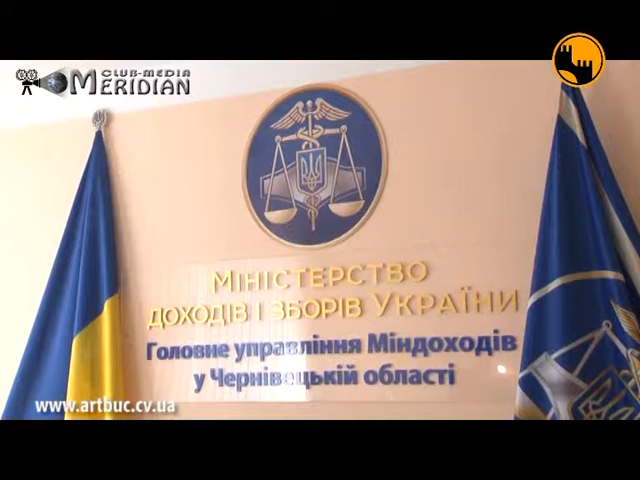 CLUB-MEDIA
MERIDIAN
МІНІСТЕРСТВО
ДОХОДІВ І ЗБОРІВ УКРАЇНИ
Головне управління Міндоходів
у Чернівецькій області
www.artbuc.cv.ua